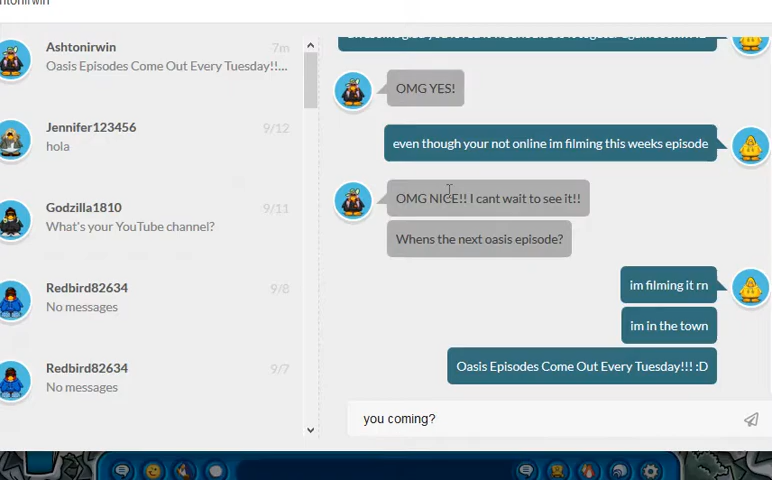 Ashtonirwin
7m
Oasis Episodes Come Out Every Tuesday!!...
Jennifer123456
9/12
hola
Godzilla1810
9/11
What's your YouTube channel?
Redbird82634
9/8
No messages
Redbird82634
9/7
No messages
OMG YES!
even though your not online im filming this weeks episode
OMG NICE!! I cant wait to see it!!
Whens the next oasis episode?
im filming it rn
im in the town
Oasis Episodes Come Out Every Tuesday!!! :D
you coming?